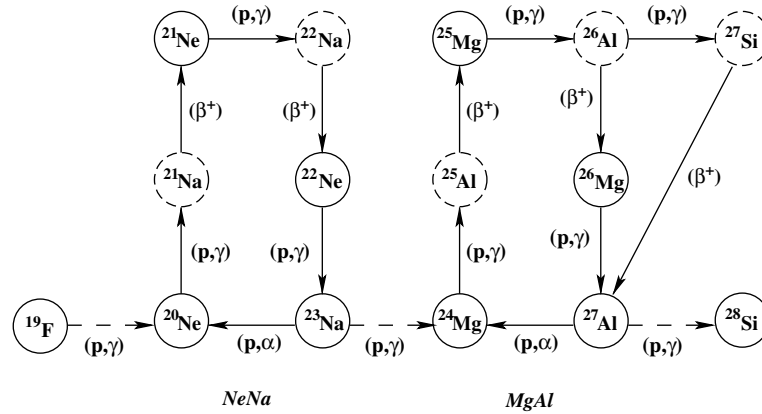 (p,γ) (p,γ) (p,γ)
²¹Ne ²²Na ²⁵Mg ²⁶Al ²⁷Si
(β⁺) (β⁺) (β⁺) (β⁺)
²¹Na ²²Ne ²⁵Al ²⁶Mg (β⁺)
(p,γ) (p,γ) (p,γ) (p,γ)
¹⁹F ²⁰Ne ²³Na ²⁴Mg ²⁷Al ²⁸Si
(p,γ) (p,α) (p,γ) (p,α) (p,γ)
NeNa MgAl